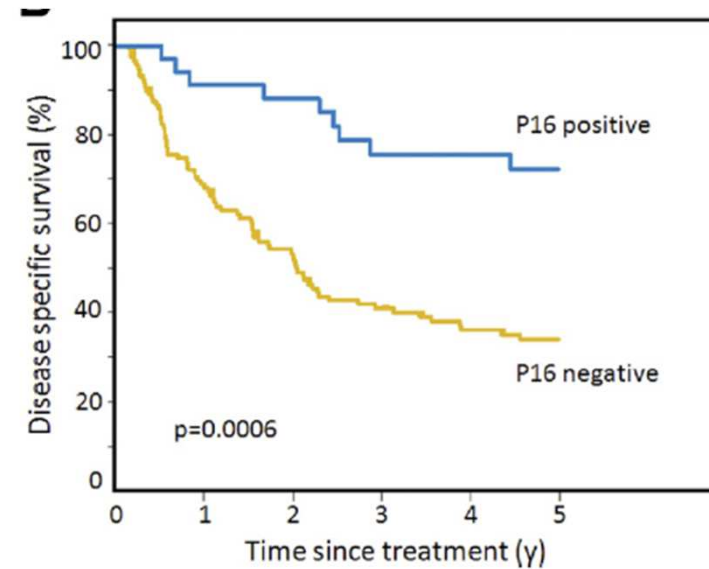 100
80
60
40
20
0
Disease specific survival (%)
P16 positive
P16 negative
p=0.0006
0 1 2 3 4 5
Time since treatment (y)